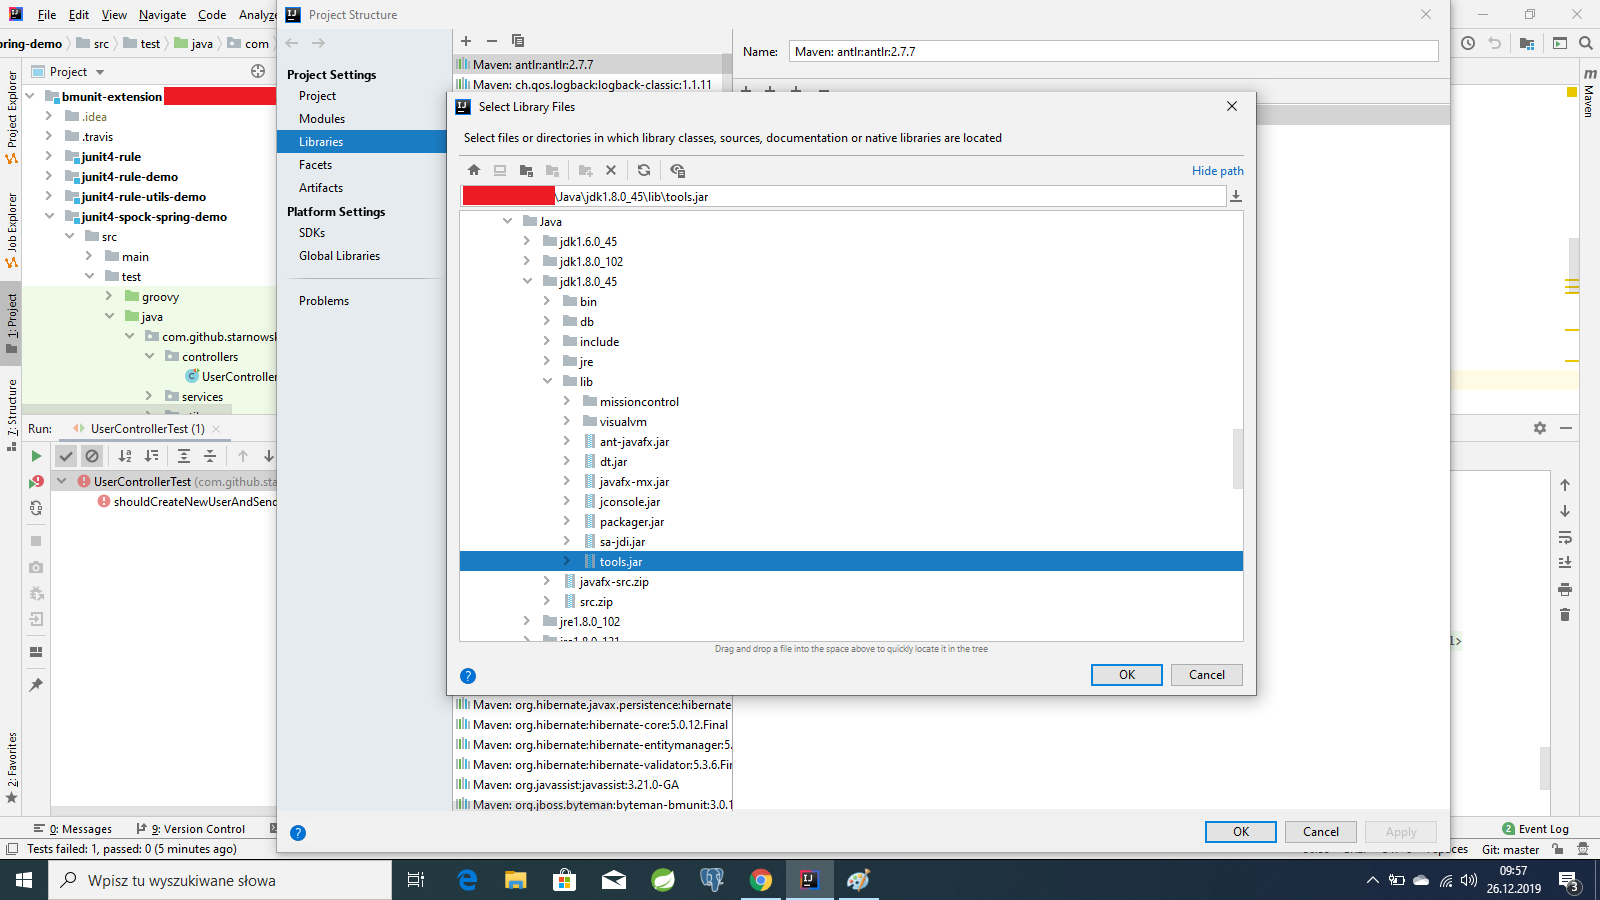 File Edit View Navigate Code Analyze
Project Structure
ring-demo src test java com
Project
bmunit-extension
.idea
.travis
junit4-rule
junit4-rule-demo
junit4-rule-utils-demo
junit4-spock-spring-demo
src
main
test
groovy
java
com.github.starnowsk
controllers
UserController
services
Project Explorer
Job Explorer
1: Project
7: Structure
2: Favorites
Project Settings
Project
Modules
Libraries
Facets
Artifacts
Platform Settings
SDKs
Global Libraries
Problems
Maven: antlr:antlr:2.7.7
Maven: ch.qos.logback:logback-classic:1.1.11
Name: Maven: antlr:antlr:2.7.7
Maven
Select Library Files
Select files or directories in which library classes, sources, documentation or native libraries are located
Hide path
\Java\jdk1.8.0_45\lib\tools.jar
Java
jdk1.6.0_45
jdk1.8.0_102
jdk1.8.0_45
bin
db
include
jre
lib
missioncontrol
visualvm
ant-javafx.jar
dt.jar
javafx-mx.jar
jconsole.jar
packager.jar
sa-jdi.jar
tools.jar
javafx-src.zip
src.zip
jre1.8.0_102
jre1.8.0_121
Drag and drop a file into the space above to quickly locate it in the tree
OK Cancel
Run: UserControllerTest (1)
UserControllerTest (com.github.sta
shouldCreateNewUserAndSend
Maven: org.hibernate.javax.persistence:hibernate
Maven: org.hibernate:hibernate-core:5.0.12.Final
Maven: org.hibernate:hibernate-entitymanager:5.
Maven: org.hibernate:hibernate-validator:5.3.6.Fin
Maven: org.javassist:javassist:3.21.0-GA
Maven: org.jboss.byteman:byteman-bmunit:3.0.1
OK Cancel Apply
0: Messages 9: Version Control
2 Event Log
Tests failed: 1, passed: 0 (5 minutes ago)
Git: master
Wpisz tu wyszukiwane słowa
09:57
26.12.2019
3